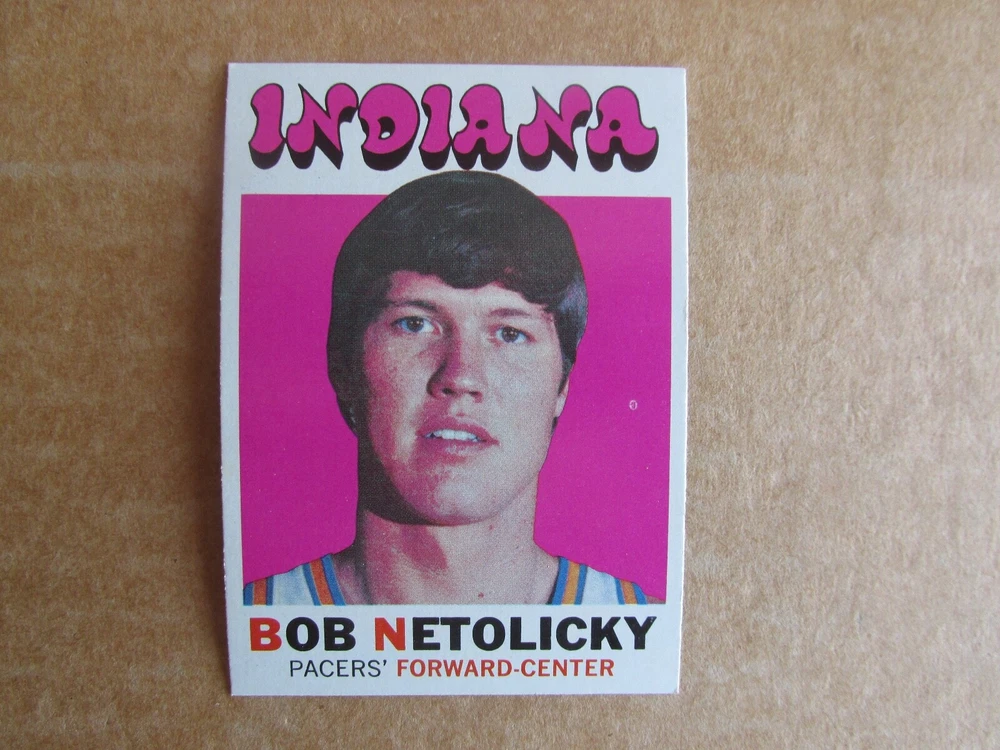 INDIANA
BOB NETOLICKY
PACERS' FORWARD-CENTER